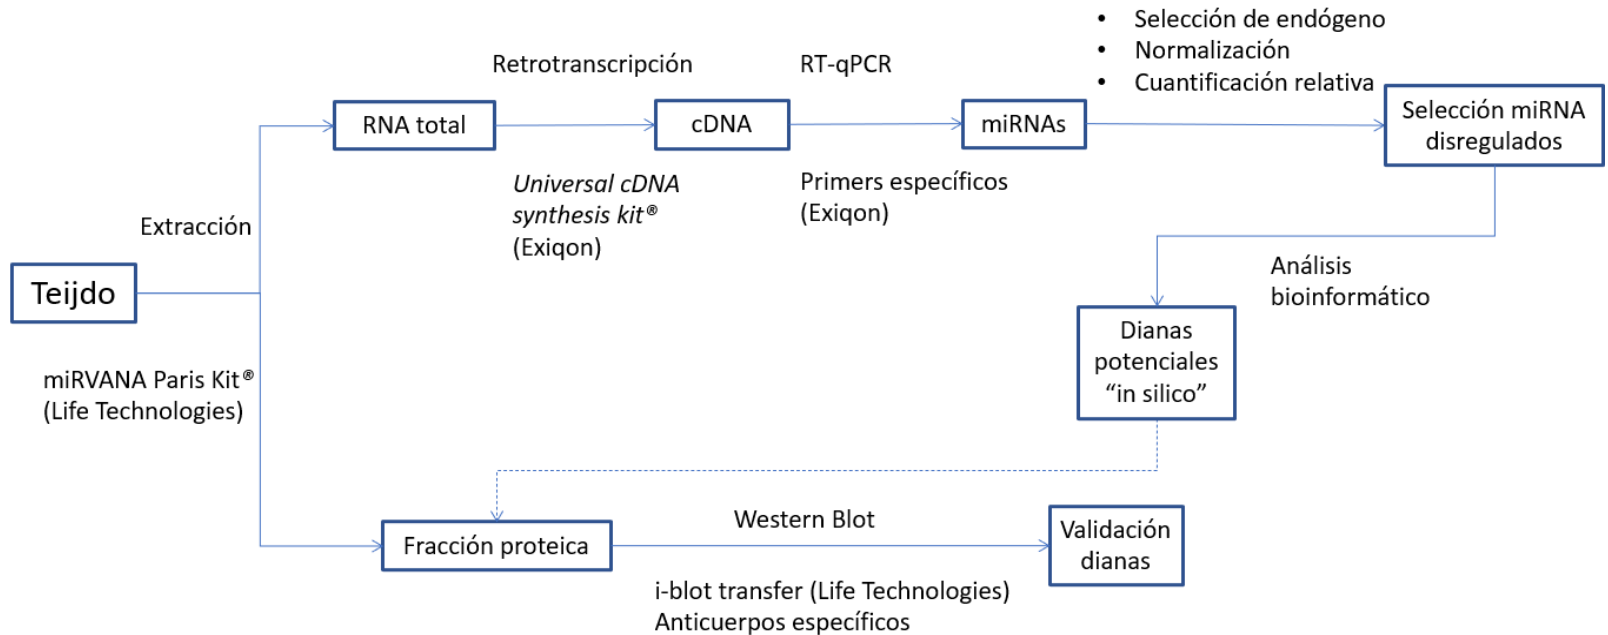 • Selección de endógeno
• Normalización
• Cuantificación relativa
Retrotranscripción
RT-qPCR
RNA total
cDNA
miRNAs
Selección miRNA
disregulados
Universal cDNA
synthesis kit®
(Exiqon)
Primers específicos
(Exiqon)
Extracción
Teijdo
miRVANA Paris Kit®
(Life Technologies)
Análisis
bioinformático
Dianas
potenciales
“in silico”
Fracción proteica
Western Blot
Validación
dianas
i-blot transfer (Life Technologies)
Anticuerpos específicos